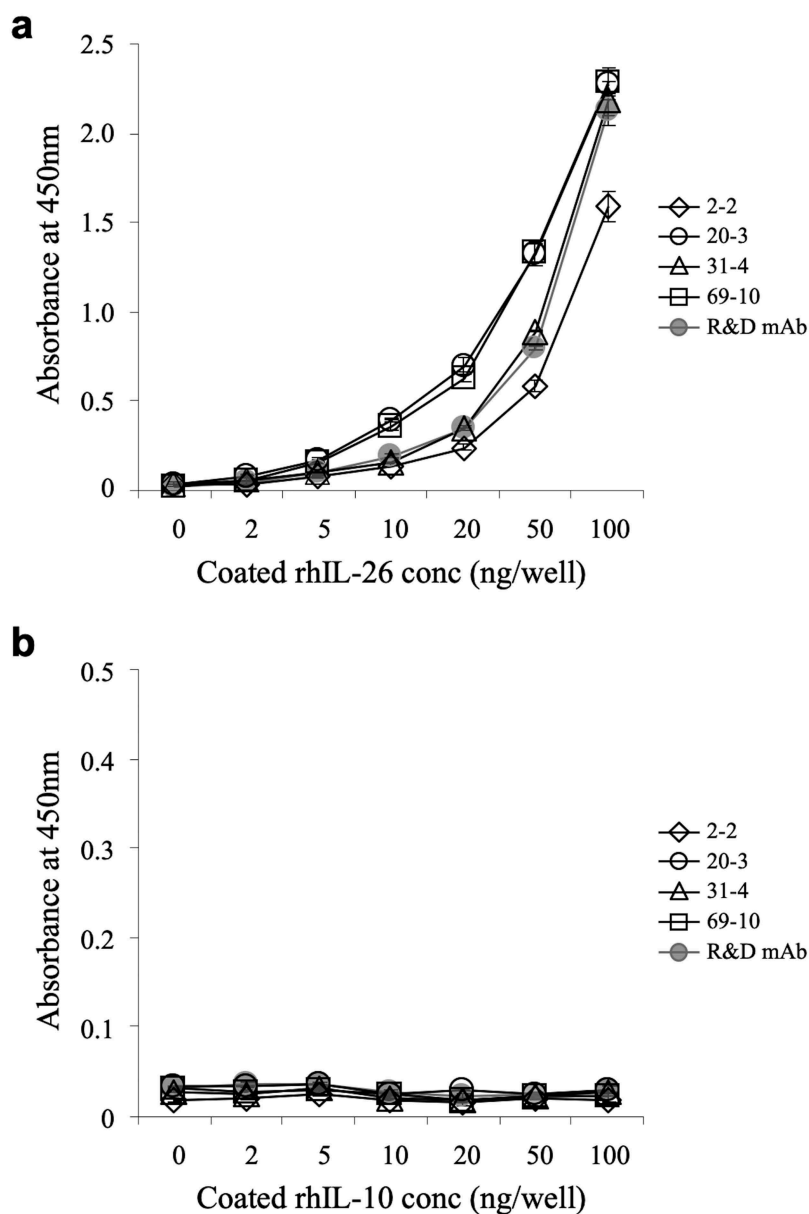 a
2.5
2.0
1.5
1.0
0.5
0
Absorbance at 450nm
0 2 5 10 20 50 100
Coated rhIL-26 conc (ng/well)
2-2
20-3
31-4
69-10
R&D mAb
b
0.5
0.4
0.3
0.2
0.1
0
Absorbance at 450nm
0 2 5 10 20 50 100
Coated rhIL-10 conc (ng/well)
2-2
20-3
31-4
69-10
R&D mAb